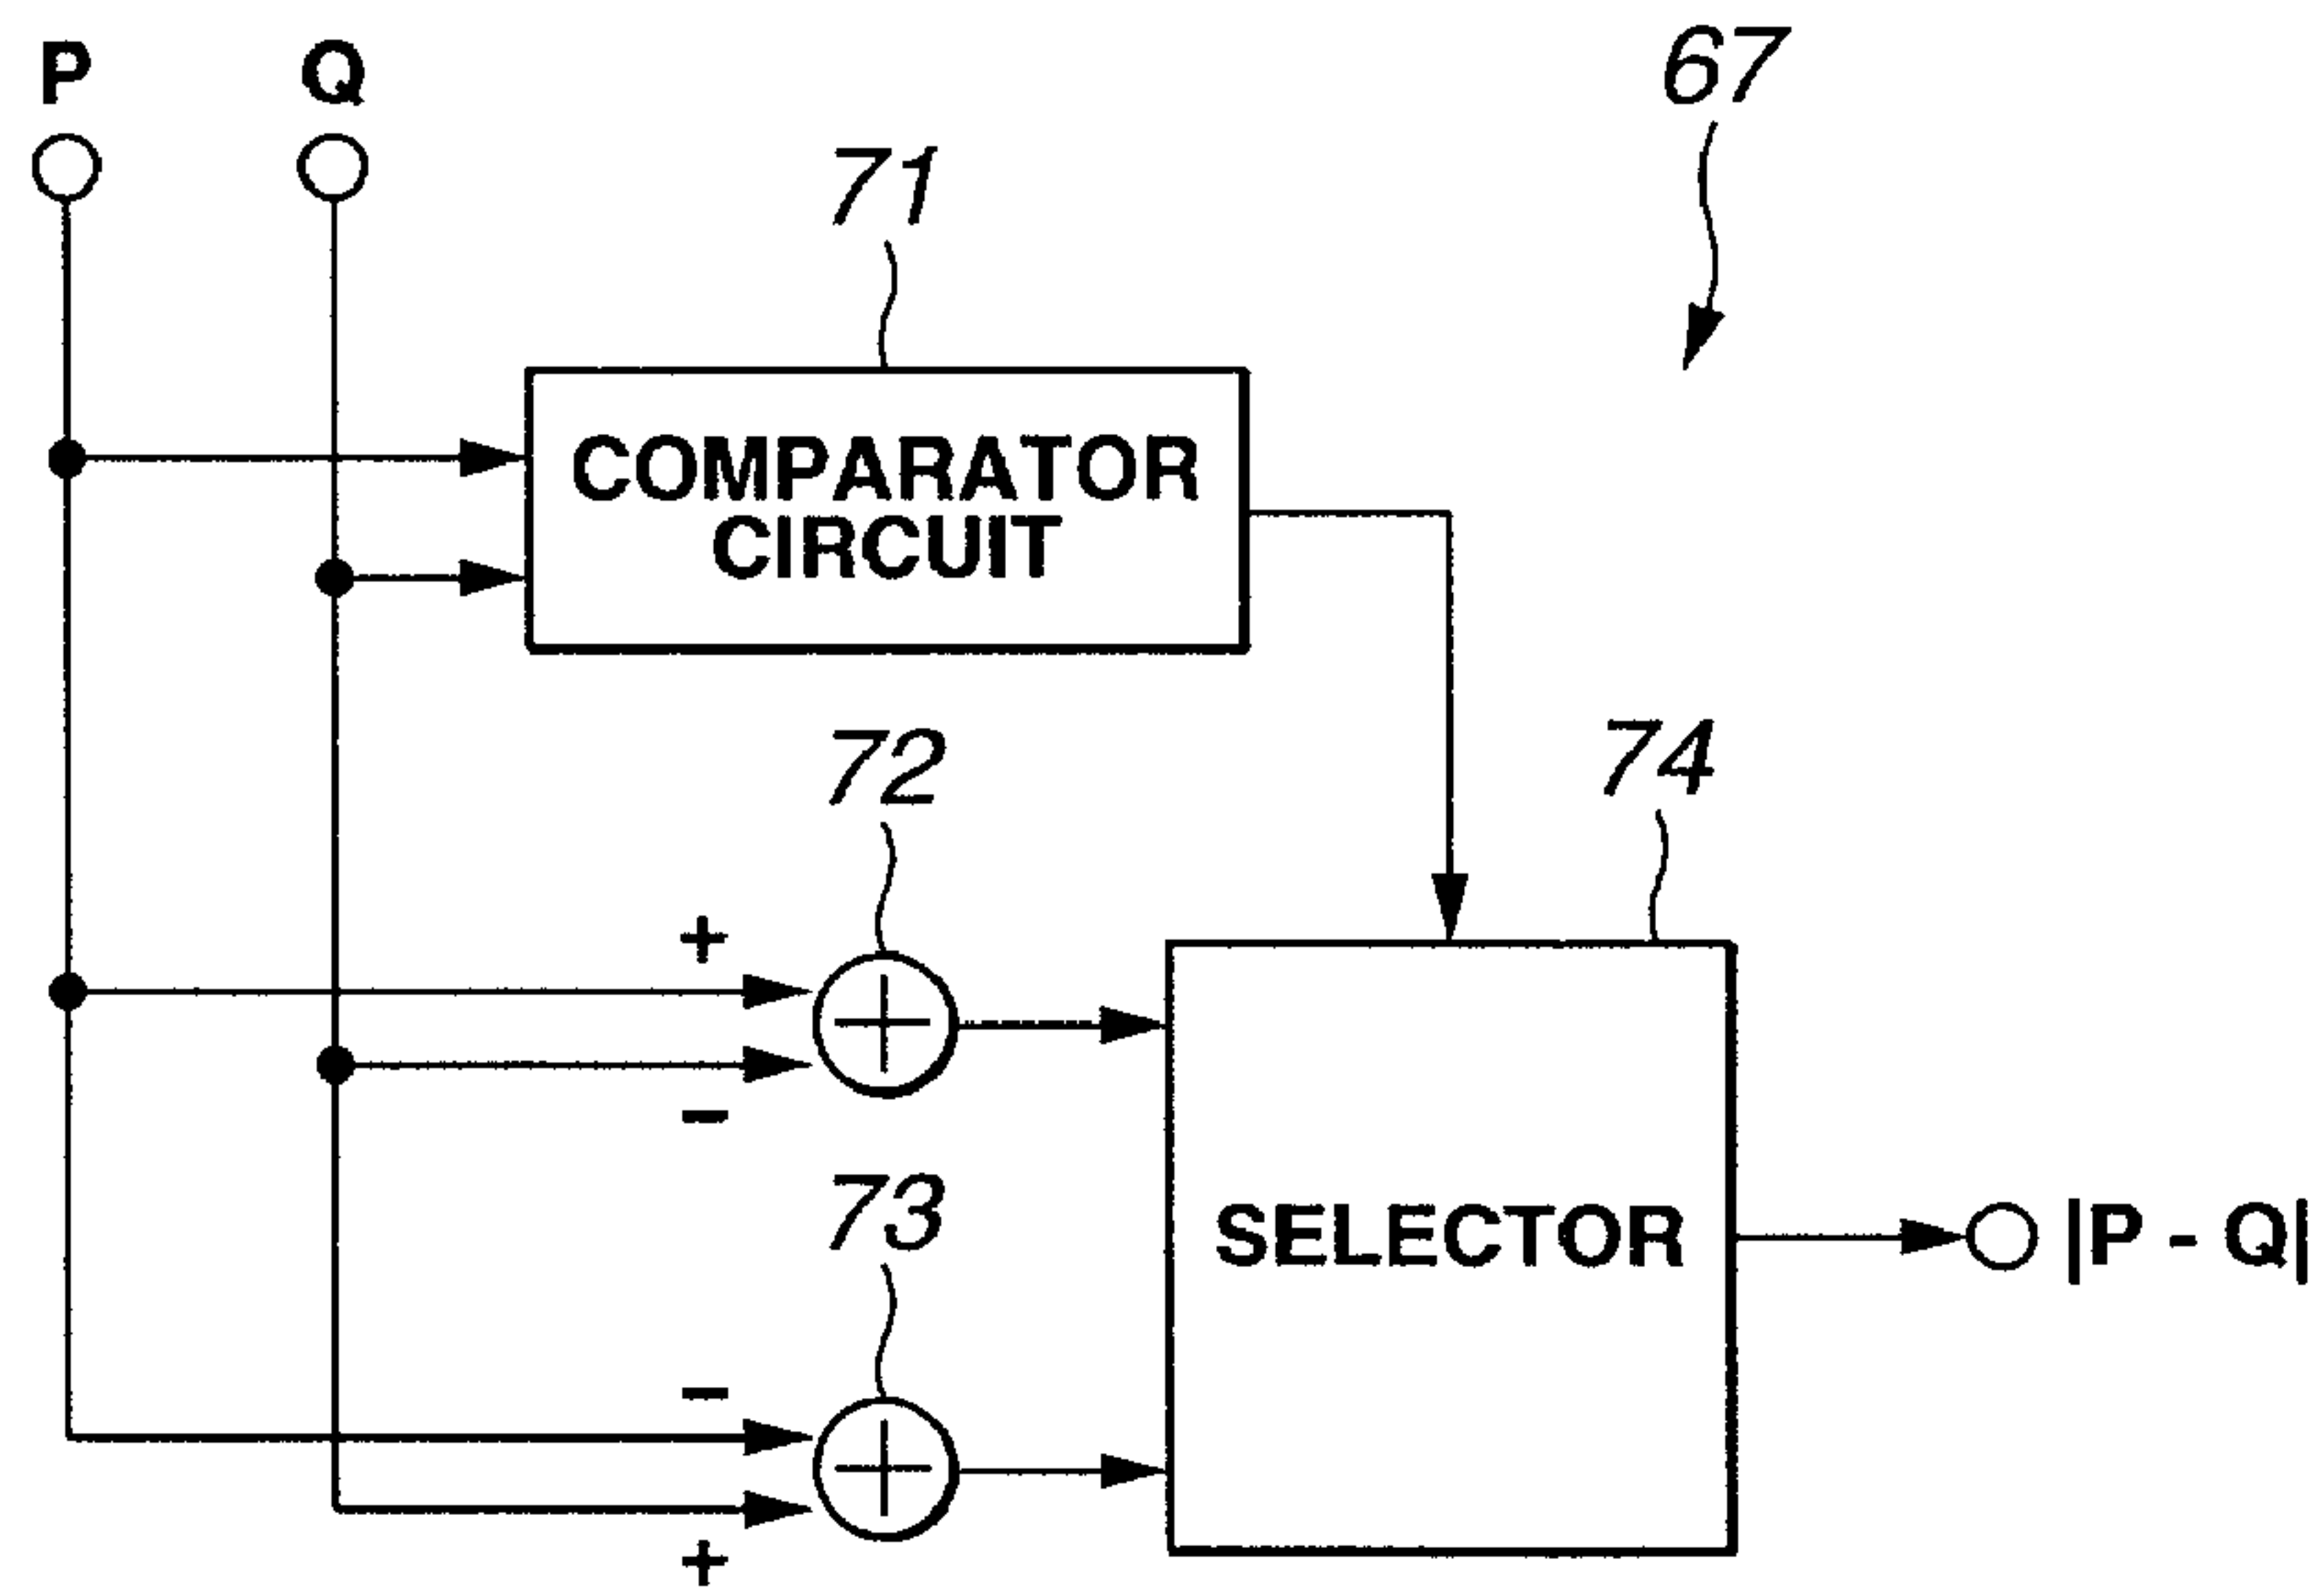 P
Q
67
71
COMPARATOR
CIRCUIT
72
74
+
-
73
SELECTOR
|P - Q|
-
+